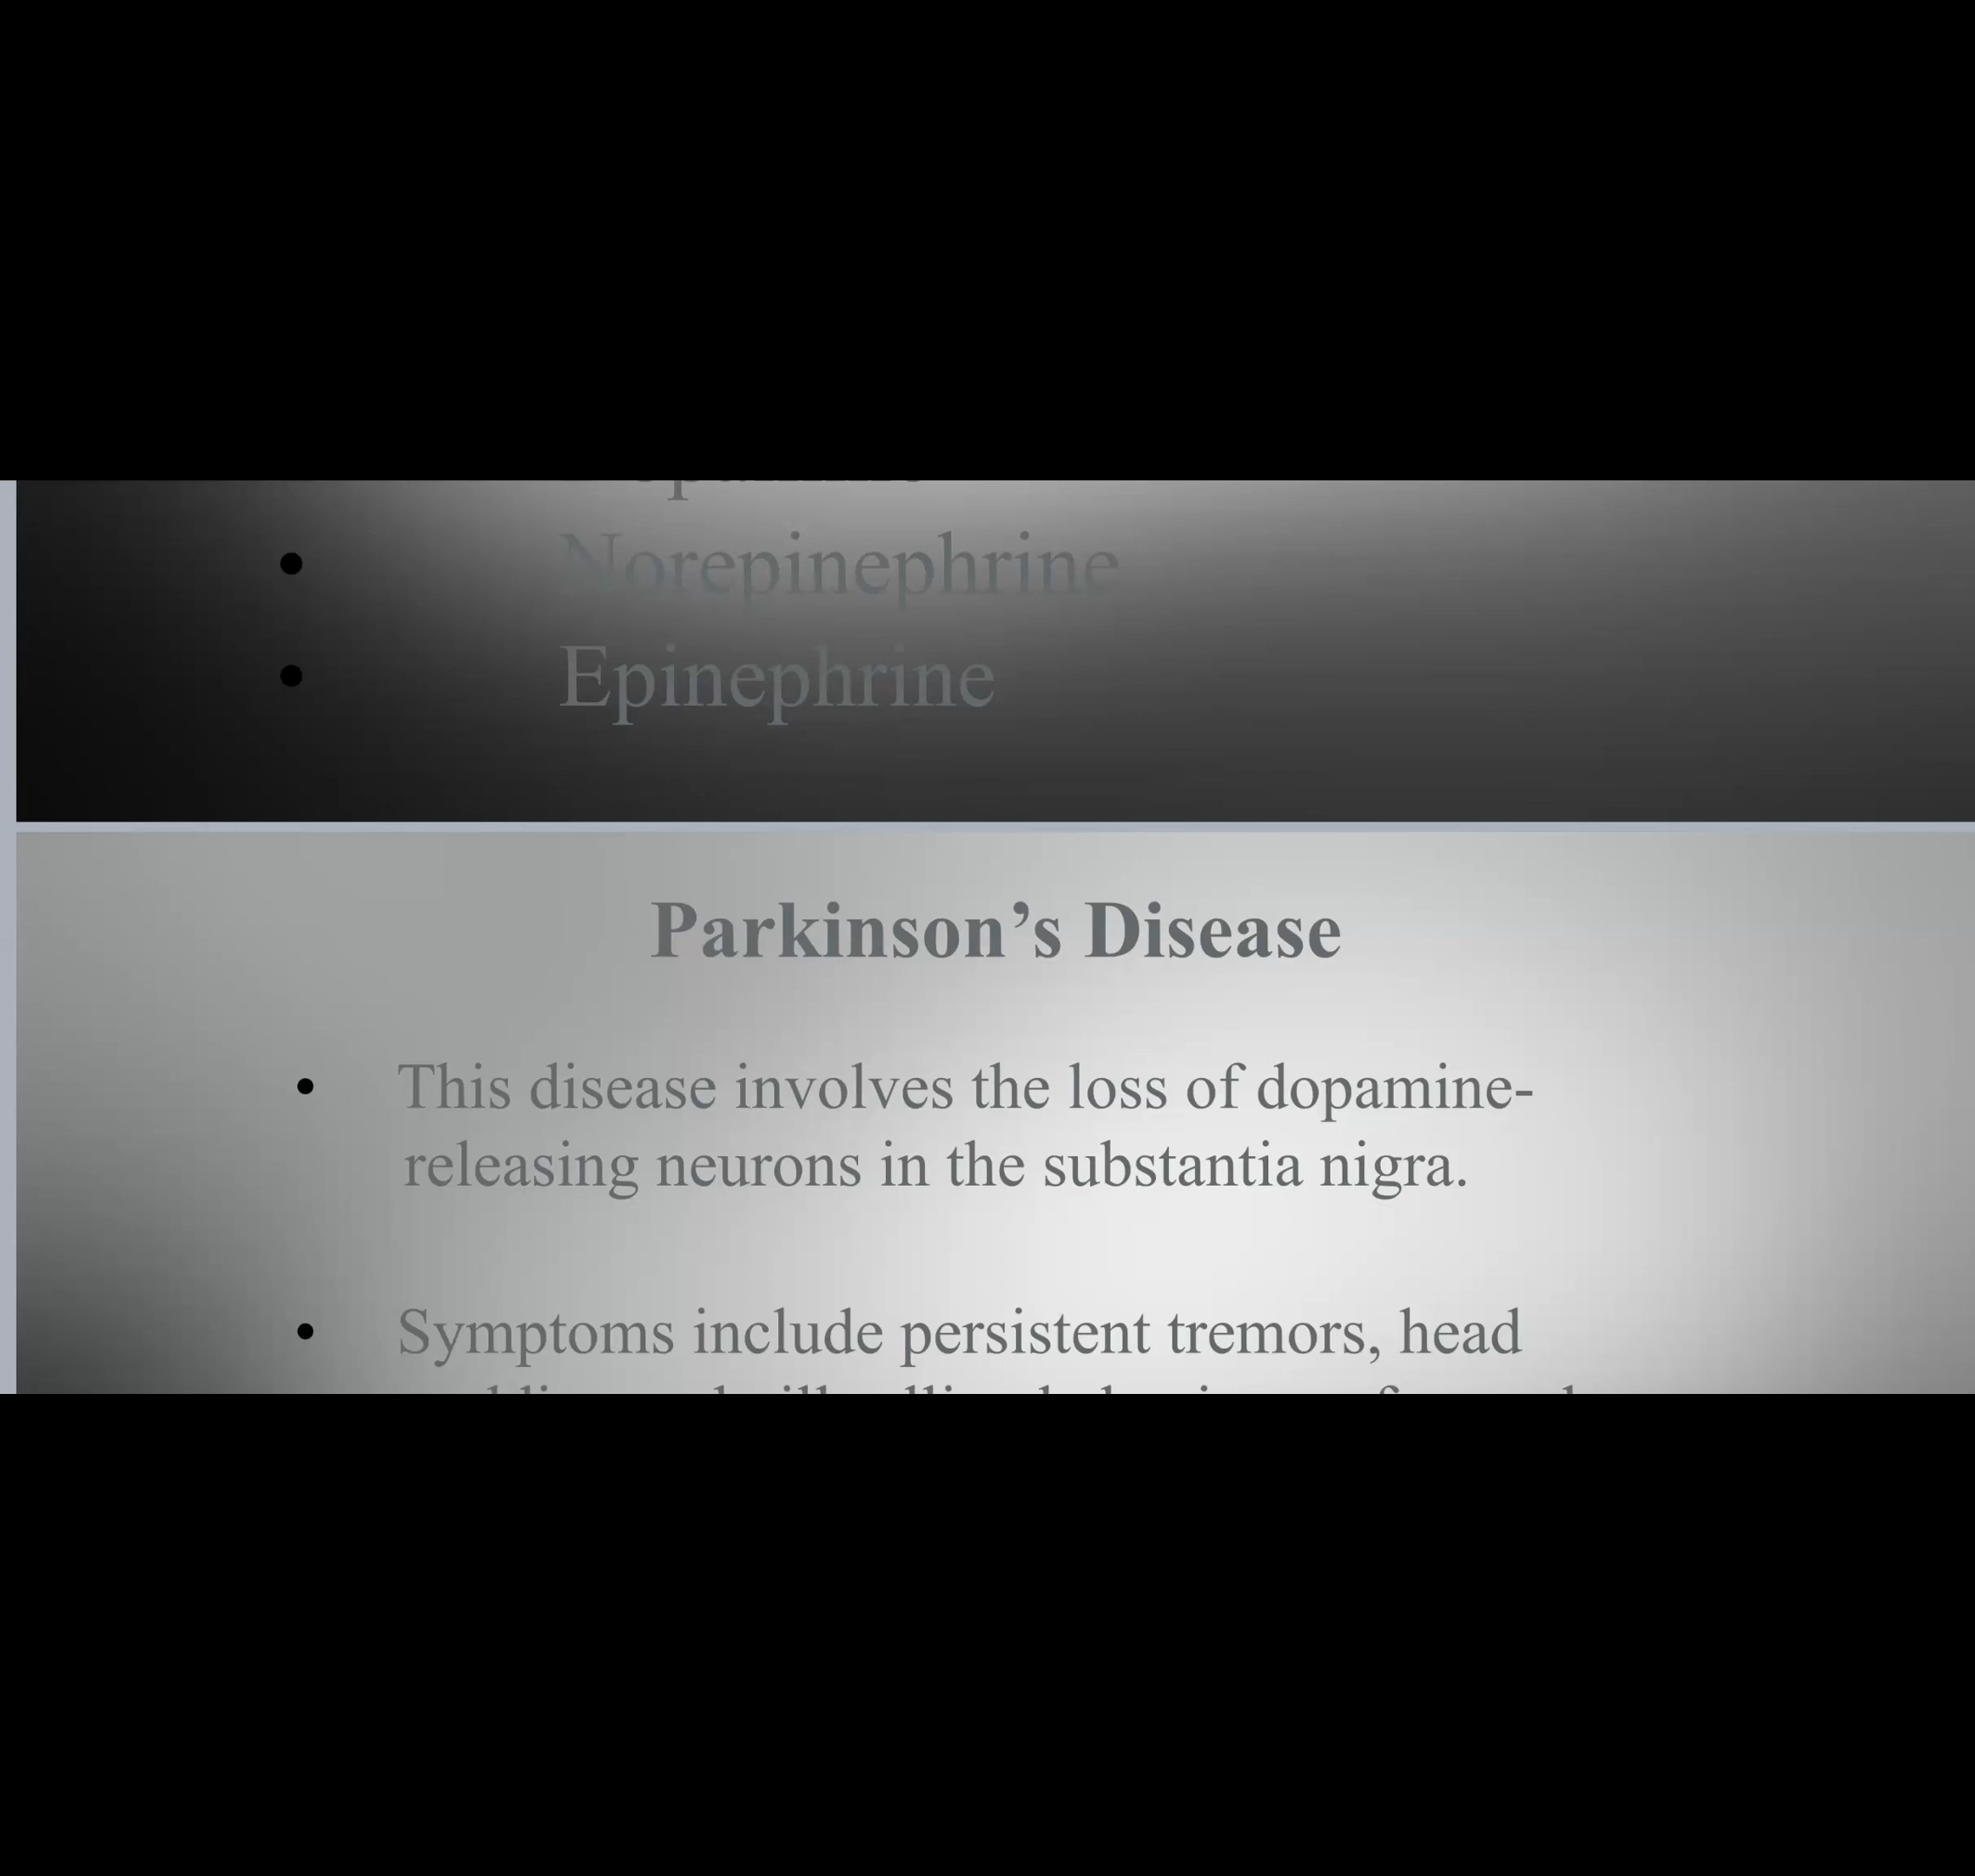 • Norepinephrine
• Epinephrine
Parkinson’s Disease
• This disease involves the loss of dopamine-
releasing neurons in the substantia nigra.
• Symptoms include persistent tremors, head